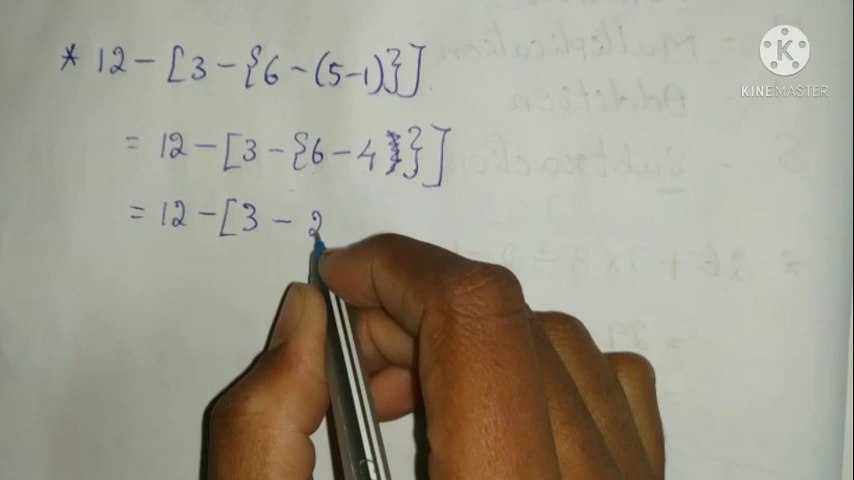 * 12 - [3 - {6 - (5-1)}]
= 12 - [3 - {6 - 4}]
= 12 - [3 - 2
KINEMASTER